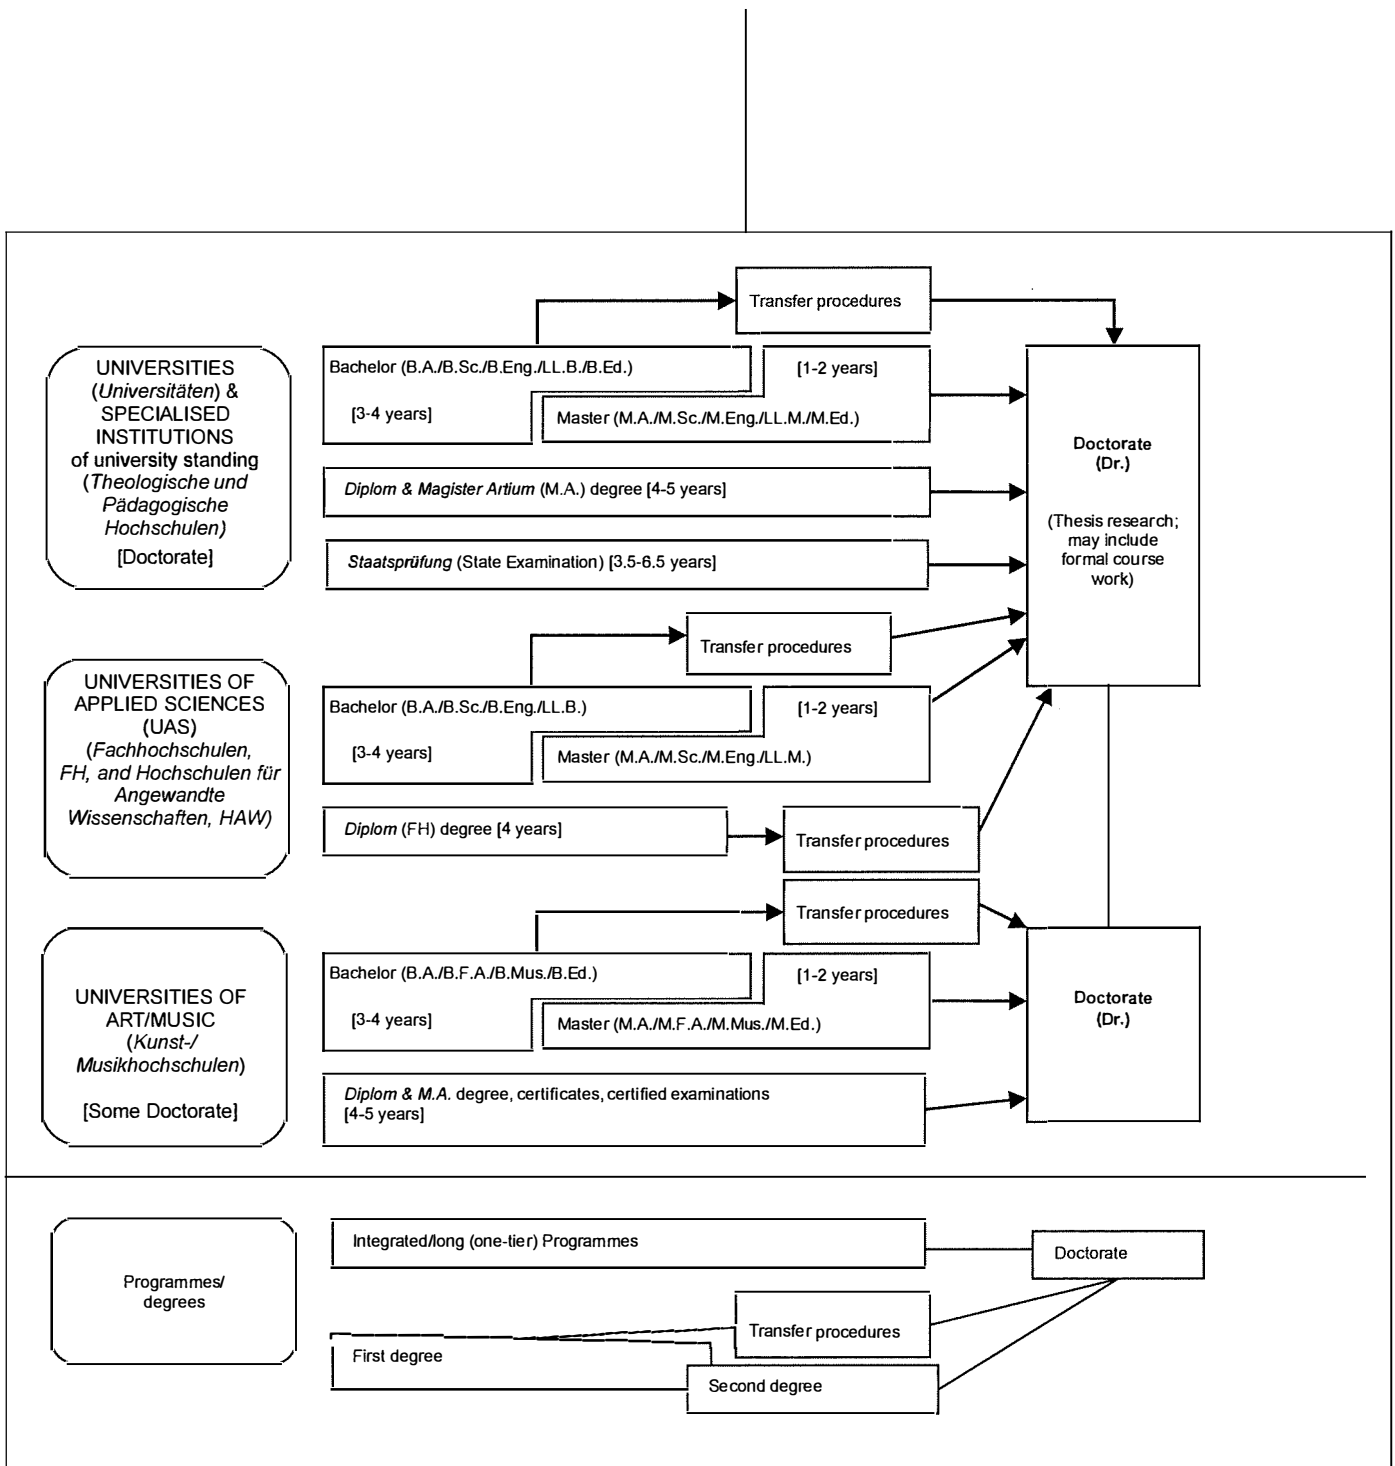 Transfer procedures
UNIVERSITIES
(Universitäten) &
SPECIALISED
INSTITUTIONS
of university standing
(Theologische und
Pädagogische
Hochschulen)
[Doctorate]
Bachelor (B.A./B.Sc./B.Eng./LL.B./B.Ed.)
[3-4 years]
[1-2 years]
Master (M.A./M.Sc./M.Eng./LL.M./M.Ed.)
Diplom & Magister Artium (M.A.) degree [4-5 years]
Staatsprüfung (State Examination) [3.5-6.5 years]
Doctorate
(Dr.)
(Thesis research;
may include
formal course
work)
Transfer procedures
UNIVERSITIES OF
APPLIED SCIENCES
(UAS)
(Fachhochschulen,
FH, and Hochschulen für
Angewandte
Wissenschaften, HAW)
Bachelor (B.A./B.Sc./B.Eng./LL.B.)
[3-4 years]
[1-2 years]
Master (M.A./M.Sc./M.Eng./LL.M.)
Diplom (FH) degree [4 years]
Transfer procedures
Transfer procedures
UNIVERSITIES OF
ART/MUSIC
(Kunst-/
Musikhochschulen)
[Some Doctorate]
Bachelor (B.A./B.F.A./B.Mus./B.Ed.)
[3-4 years]
[1-2 years]
Master (M.A./M.F.A./M.Mus./M.Ed.)
Diplom & M.A. degree, certificates, certified examinations
[4-5 years]
Doctorate
(Dr.)
Programmes/
degrees
Integrated/long (one-tier) Programmes
Doctorate
Transfer procedures
First degree
Second degree